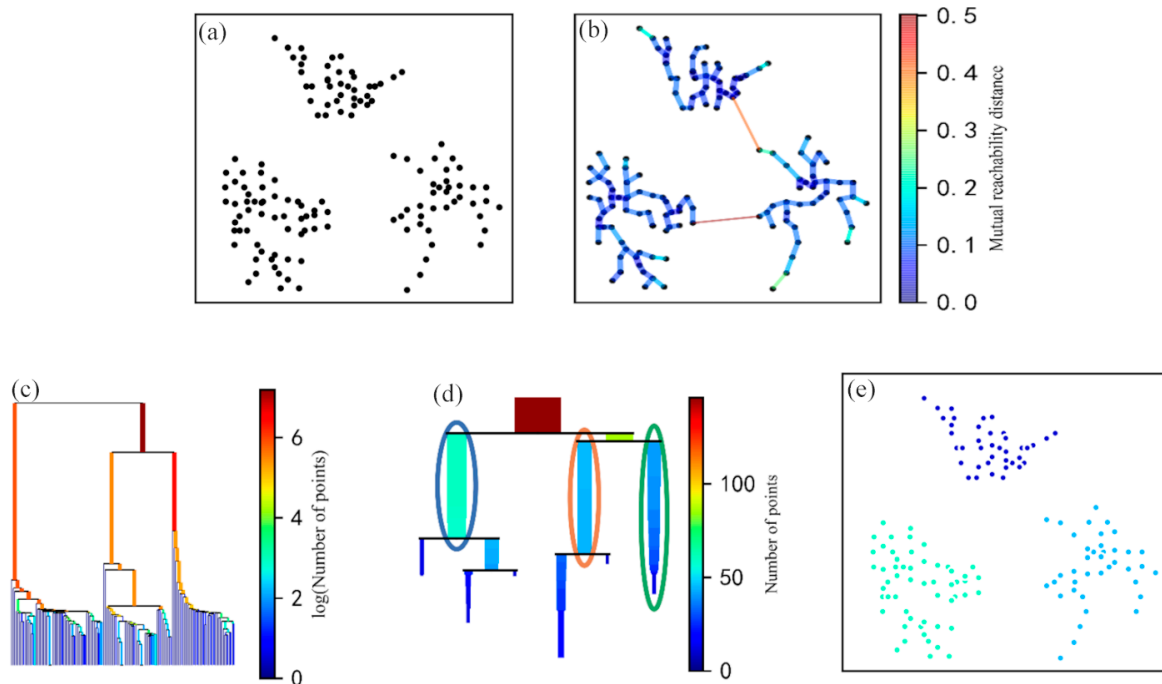 (a)
(b)
0.5
0.4
0.3
0.2
0.1
0.0
Mutual reachability distance
(c)
6
4
2
0
log(Number of points)
(d)
100
50
0
Number of points
(e)